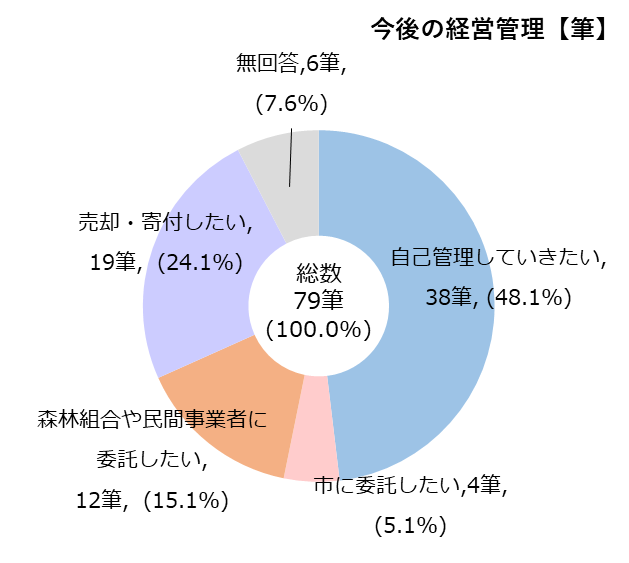 今後の経営管理【筆】
無回答,6筆,
(7.6%)
売却・寄付したい,
19筆, (24.1%)
自己管理していきたい,
38筆, (48.1%)
総数
79筆
(100.0%)
森林組合や民間事業者に
委託したい,
12筆, (15.1%)
市に委託したい,4筆,
(5.1%)